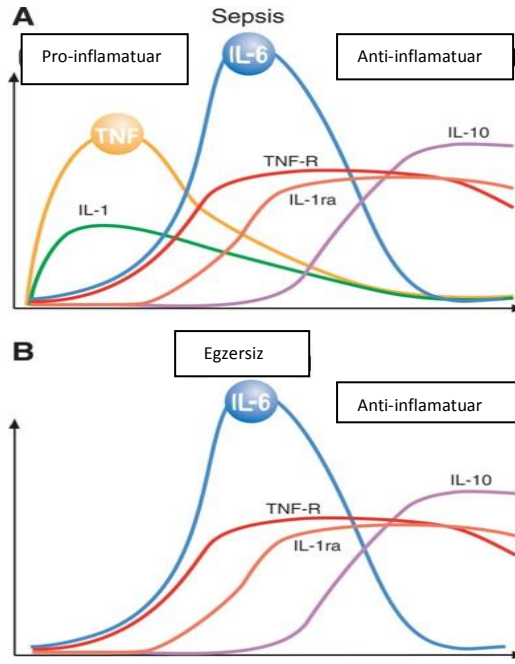 A
Sepsis
Pro-inflamatuar
IL-6
Anti-inflamatuar
TNF
IL-10
TNF-R
IL-1ra
IL-1
B
Egzersiz
IL-6
Anti-inflamatuar
IL-10
TNF-R
IL-1ra